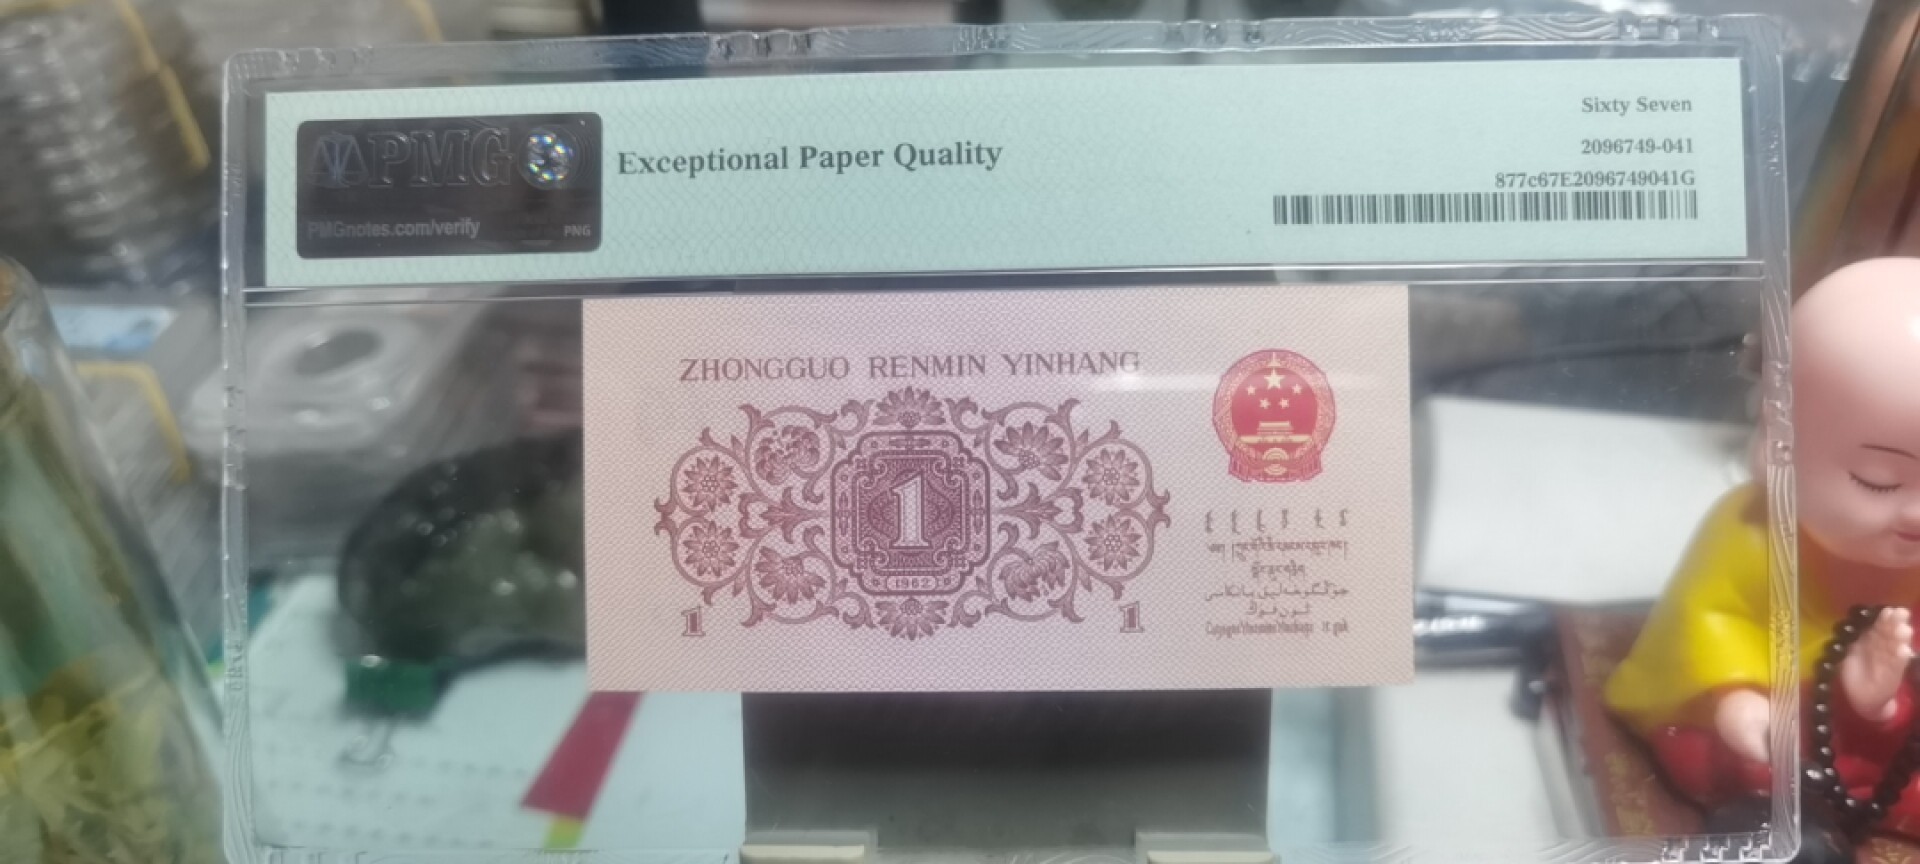 Sixty Seven
PMG
Exceptional Paper Quality
2096749-041
877c67E2096749041G
PMGnotes.com/verify
PNG
ZHONGGUO RENMIN YINHANG
1
1962
1
1